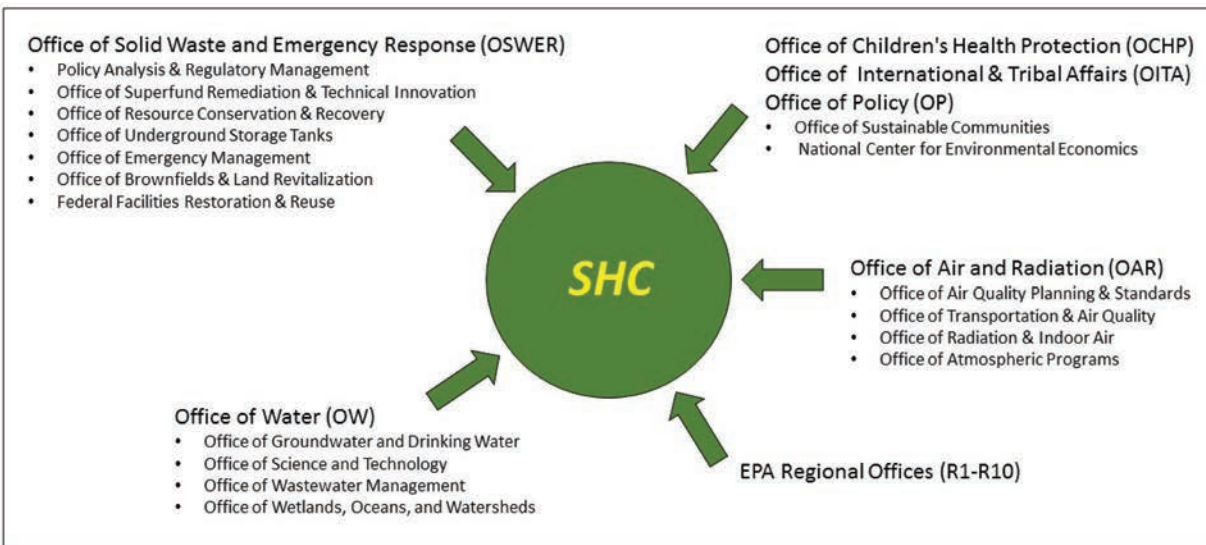 Office of Solid Waste and Emergency Response (OSWER)
• Policy Analysis & Regulatory Management
• Office of Superfund Remediation & Technical Innovation
• Office of Resource Conservation & Recovery
• Office of Underground Storage Tanks
• Office of Emergency Management
• Office of Brownfields & Land Revitalization
• Federal Facilities Restoration & Reuse
Office of Children's Health Protection (OCHP)
Office of International & Tribal Affairs (OITA)
Office of Policy (OP)
• Office of Sustainable Communities
• National Center for Environmental Economics
SHC
Office of Air and Radiation (OAR)
• Office of Air Quality Planning & Standards
• Office of Transportation & Air Quality
• Office of Radiation & Indoor Air
• Office of Atmospheric Programs
Office of Water (OW)
• Office of Groundwater and Drinking Water
• Office of Science and Technology
• Office of Wastewater Management
• Office of Wetlands, Oceans, and Watersheds
EPA Regional Offices (R1-R10)